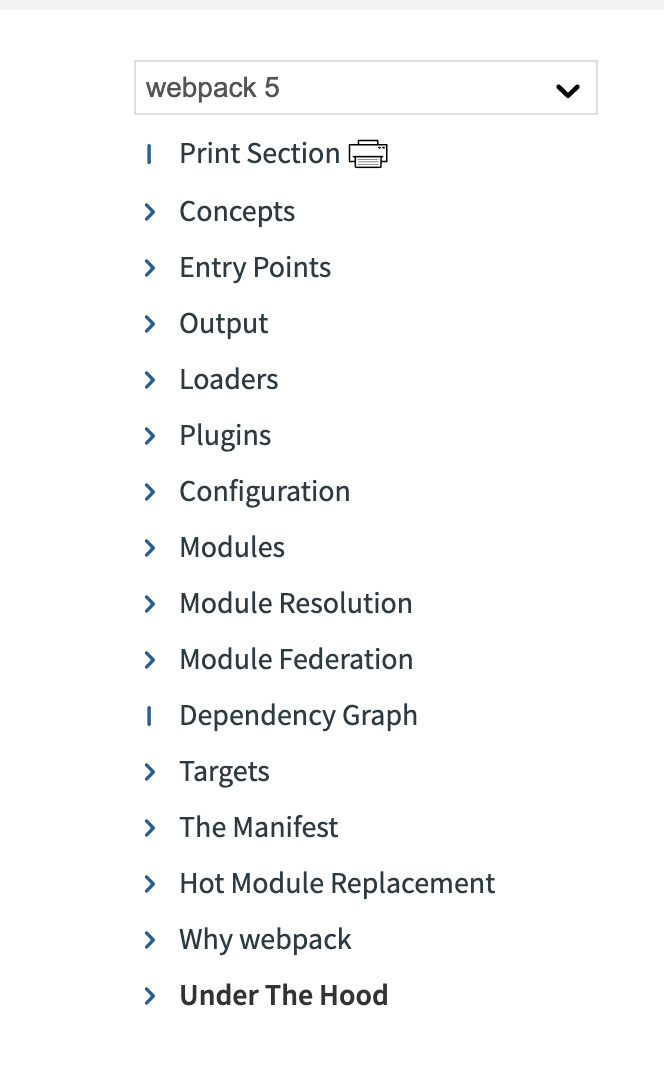 webpack 5
Print Section
Concepts
Entry Points
Output
Loaders
Plugins
Configuration
Modules
Module Resolution
Module Federation
Dependency Graph
Targets
The Manifest
Hot Module Replacement
Why webpack
Under The Hood